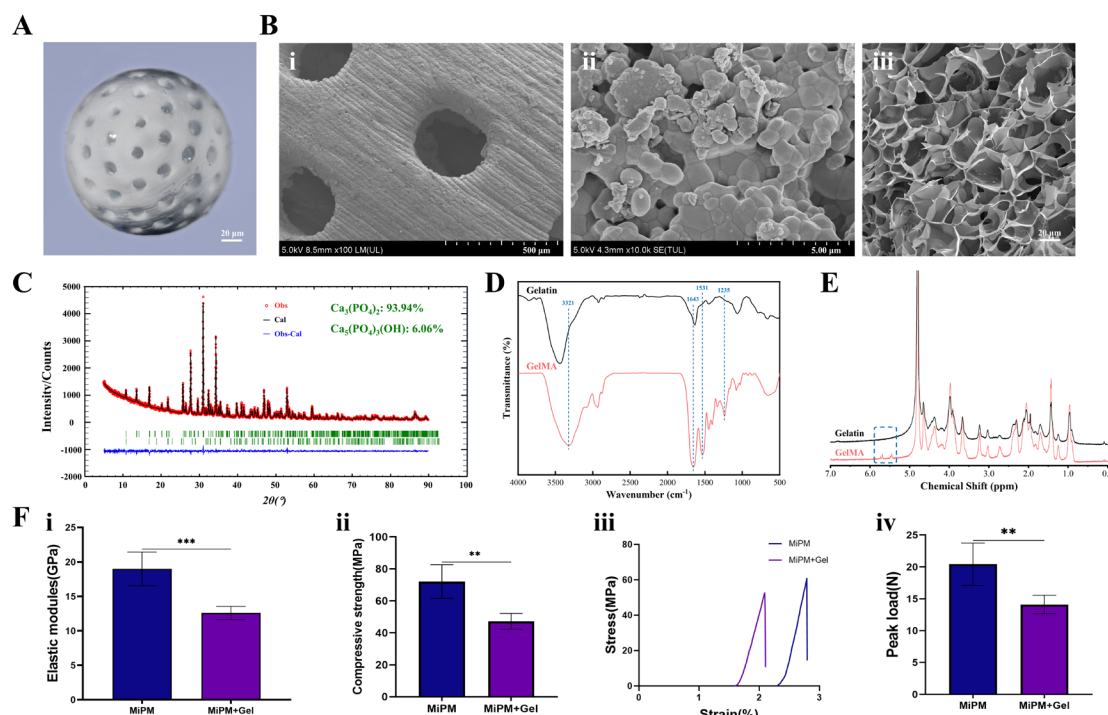 A
20 μm
B
i
5.0kV 8.5mm x100 LM(UL)
500 μm
ii
5.0kV 4.3mm x10.0k SE(TUL)
5.00 μm
iii
20 μm
C
5000
4000
3000
2000
1000
0
-1000
-2000
Intensity/Counts
Obs
Cal
Obs-Cal
Ca₃(PO₄)₂: 93.94%
Ca₅(PO₄)₃(OH): 6.06%
0 10 20 30 40 50 60 70 80 90 100
2θ(°)
D
Gelatin
3321
1643
1531
1235
GelMA
Transmittance (%)
4000 3500 3000 2500 2000 1500 1000 500
Wavenumber (cm⁻¹)
E
Gelatin
GelMA
7.0 6.0 5.0 4.0 3.0 2.0 1.0 0.0
Chemical Shift (ppm)
F
i
Elastic modules(GPa)
25
20
15
10
5
0
***
MiPM MiPM+Gel
ii
Compressive strength(MPa)
100
80
60
40
20
0
**
MiPM MiPM+Gel
iii
Stress(MPa)
80
60
40
20
0
MiPM
MiPM+Gel
0 1 2 3
Strain(%)
iv
Peak load(N)
25
20
15
10
5
0
**
MiPM MiPM+Gel